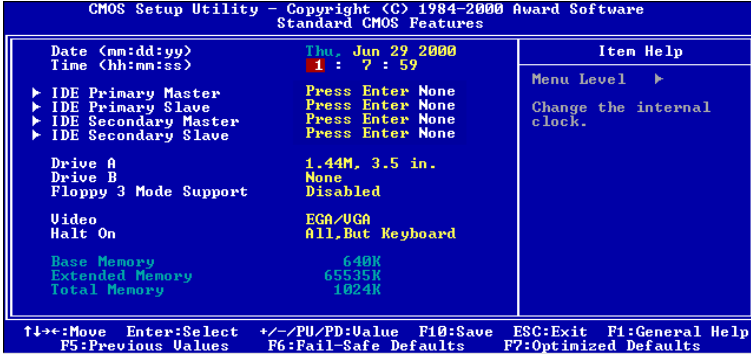 CMOS Setup Utility - Copyright (C) 1984-2000 Award Software
Standard CMOS Features
Date (mm:dd:yy) Thu, Jun 29 2000
Time (hh:mm:ss) 1 : 7 : 59
IDE Primary Master Press Enter None
IDE Primary Slave Press Enter None
IDE Secondary Master Press Enter None
IDE Secondary Slave Press Enter None
Drive A 1.44M, 3.5 in.
Drive B None
Floppy 3 Mode Support Disabled
Video EGA/VGA
Halt On All,But Keyboard
Base Memory 640K
Extended Memory 65535K
Total Memory 1024K
Item Help
Menu Level
Change the internal
clock.
↑↓→←:Move Enter:Select +/-/PU/PD:Value F10:Save ESC:Exit F1:General Help
F5:Previous Values F6:Fail-Safe Defaults F7:Optimized Defaults